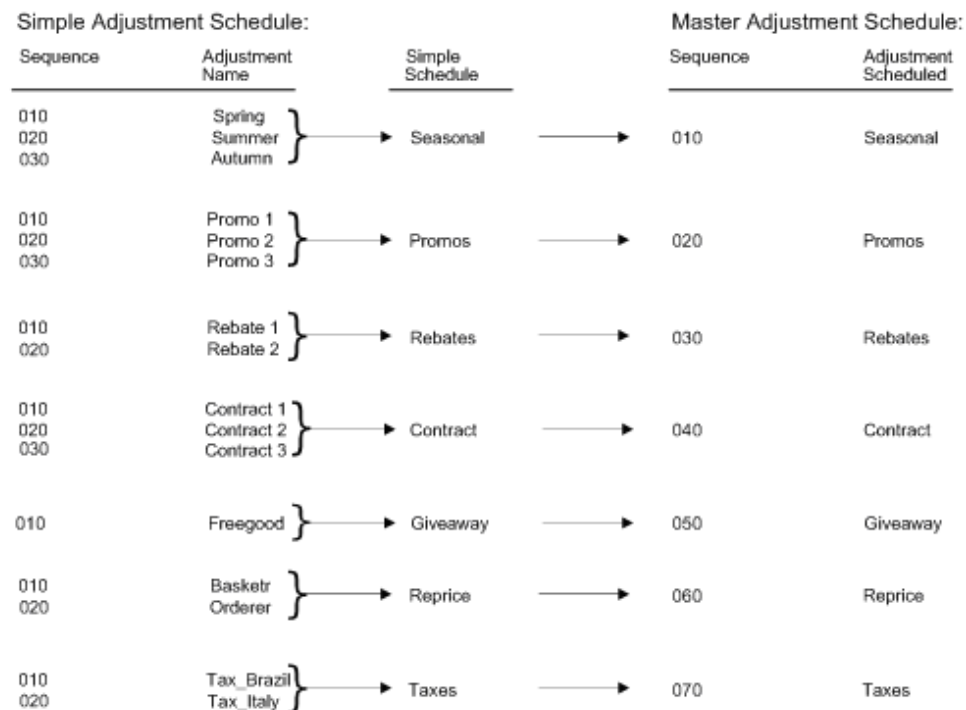 Simple Adjustment Schedule: Master Adjustment Schedule:
Sequence Adjustment Name Simple Schedule Sequence Adjustment Scheduled
010 Spring
020 Summer Seasonal 010 Seasonal
030 Autumn
010 Promo 1
020 Promo 2 Promos 020 Promos
030 Promo 3
010 Rebate 1
020 Rebate 2 Rebates 030 Rebates
010 Contract 1
020 Contract 2 Contract 040 Contract
030 Contract 3
010 Freegood Giveaway 050 Giveaway
010 Basketr
020 Orderer Reprice 060 Reprice
010 Tax_Brazil
020 Tax_Italy Taxes 070 Taxes